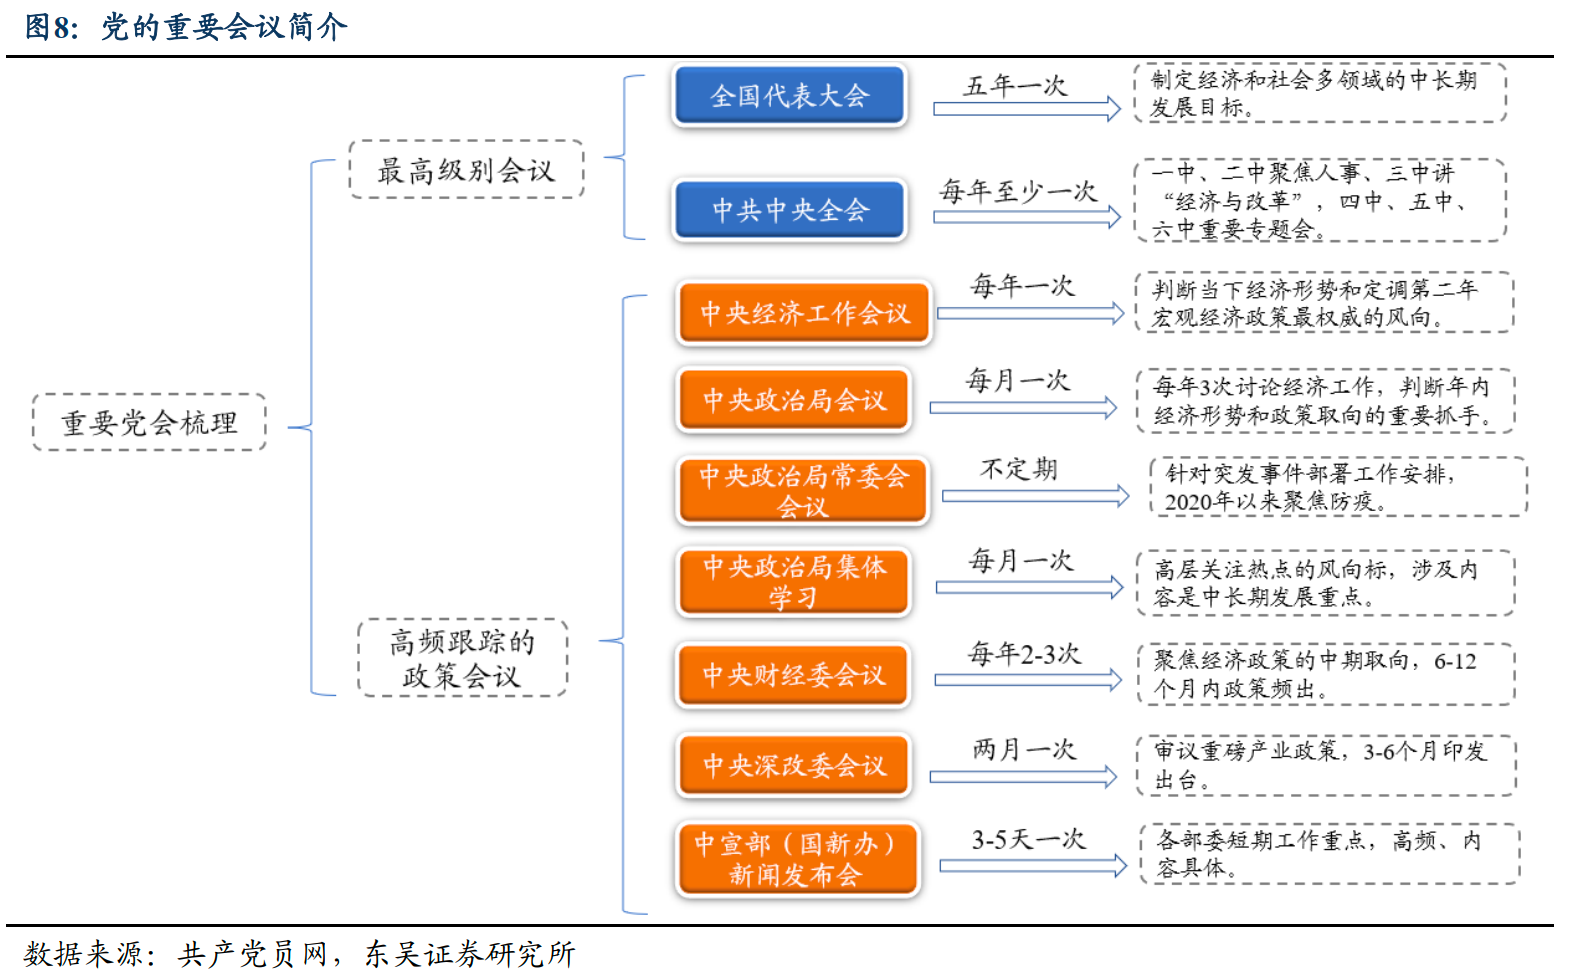 图8：党的重要会议简介
重要党会梳理
最高级别会议
全国代表大会
五年一次
制定经济和社会多领域的中长期
发展目标。
中共中央全会
每年至少一次
一中、二中聚焦人事、三中讲
“经济与改革”，四中、五中、
六中重要专题会。
高频跟踪的
政策会议
中央经济工作会议
每年一次
判断当下经济形势和定调第二年
宏观经济政策最权威的风向。
中央政治局会议
每月一次
每年3次讨论经济工作，判断年内
经济形势和政策取向的重要抓手。
中央政治局常委会
会议
不定期
针对突发事件部署工作安排，
2020年以来聚焦防疫。
中央政治局集体
学习
每月一次
高层关注热点的风向标，涉及内
容是中长期发展重点。
中央财经委会议
每年2-3次
聚焦经济政策的中期取向，6-12
个月内政策频出。
中央深改委会议
两月一次
审议重磅产业政策，3-6个月印发
出台。
中宣部（国新办）
新闻发布会
3-5天一次
各部委短期工作重点，高频、内
容具体。
数据来源：共产党员网，东吴证券研究所